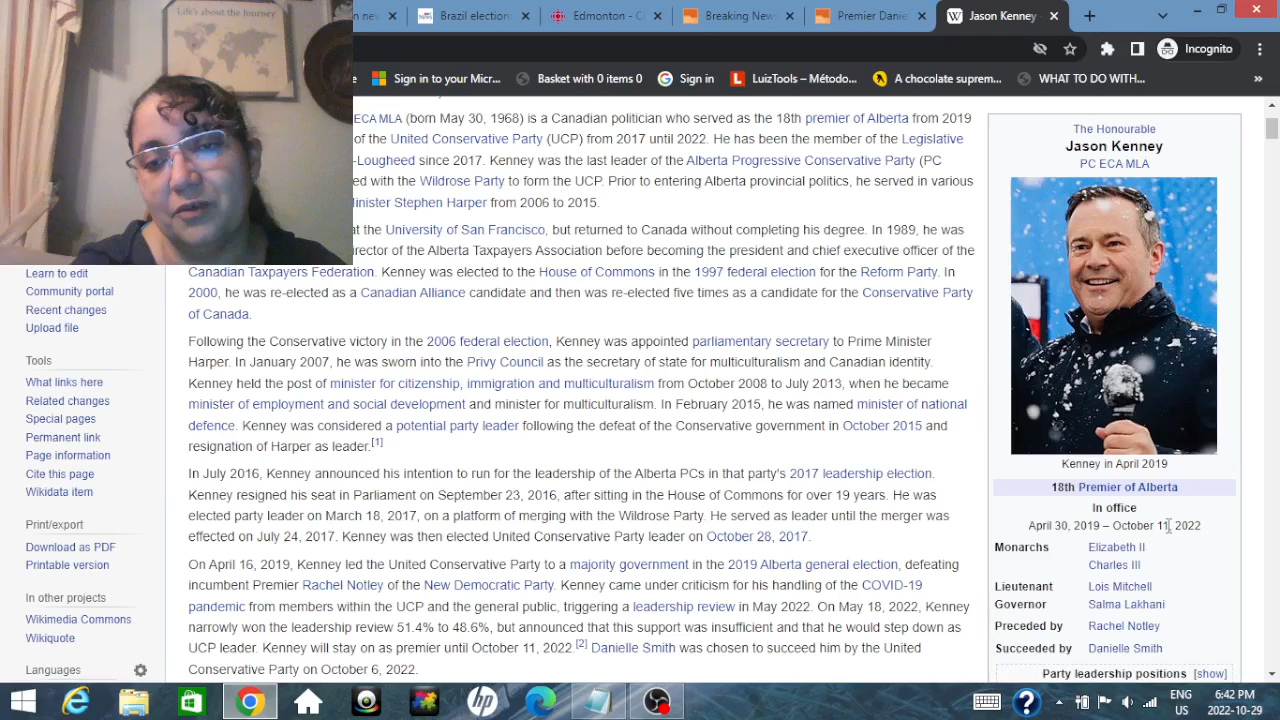 Life's about the Journey
n new
Brazil election
Edmonton - C
Breaking New
Premier Danie
Jason Kenney
Incognito
Sign in to your Micr...
Basket with 0 items 0
Sign in
LuizTools – Método...
A chocolate suprem...
WHAT TO DO WITH...
ECA MLA (born May 30, 1968) is a Canadian politician who served as the 18th premier of Alberta from 2019
of the United Conservative Party (UCP) from 2017 until 2022. He has been the member of the Legislative
-Lougheed since 2017. Kenney was the last leader of the Alberta Progressive Conservative Party (PC
ed with the Wildrose Party to form the UCP. Prior to entering Alberta provincial politics, he served in various
Minister Stephen Harper from 2006 to 2015.
at the University of San Francisco, but returned to Canada without completing his degree. In 1989, he was
rector of the Alberta Taxpayers Association before becoming the president and chief executive officer of the
Canadian Taxpayers Federation. Kenney was elected to the House of Commons in the 1997 federal election for the Reform Party. In
2000, he was re-elected as a Canadian Alliance candidate and then was re-elected five times as a candidate for the Conservative Party
of Canada.
Following the Conservative victory in the 2006 federal election, Kenney was appointed parliamentary secretary to Prime Minister
Harper. In January 2007, he was sworn into the Privy Council as the secretary of state for multiculturalism and Canadian identity.
Kenney held the post of minister for citizenship, immigration and multiculturalism from October 2008 to July 2013, when he became
minister of employment and social development and minister for multiculturalism. In February 2015, he was named minister of national
defence. Kenney was considered a potential party leader following the defeat of the Conservative government in October 2015 and
resignation of Harper as leader.[1]
In July 2016, Kenney announced his intention to run for the leadership of the Alberta PCs in that party's 2017 leadership election.
Kenney resigned his seat in Parliament on September 23, 2016, after sitting in the House of Commons for over 19 years. He was
elected party leader on March 18, 2017, on a platform of merging with the Wildrose Party. He served as leader until the merger was
effected on July 24, 2017. Kenney was then elected United Conservative Party leader on October 28, 2017.
On April 16, 2019, Kenney led the United Conservative Party to a majority government in the 2019 Alberta general election, defeating
incumbent Premier Rachel Notley of the New Democratic Party. Kenney came under criticism for his handling of the COVID-19
pandemic from members within the UCP and the general public, triggering a leadership review in May 2022. On May 18, 2022, Kenney
narrowly won the leadership review 51.4% to 48.6%, but announced that this support was insufficient and that he would step down as
UCP leader. Kenney will stay on as premier until October 11, 2022.[2] Danielle Smith was chosen to succeed him by the United
Conservative Party on October 6, 2022.
The Honourable
Jason Kenney
PC ECA MLA
Kenney in April 2019
18th Premier of Alberta
In office
April 30, 2019 – October 11, 2022
Monarchs Elizabeth II
Charles III
Lieutenant Lois Mitchell
Governor Salma Lakhani
Preceded by Rachel Notley
Succeeded by Danielle Smith
Party leadership positions [show]
Learn to edit
Community portal
Recent changes
Upload file
Tools
What links here
Related changes
Special pages
Permanent link
Page information
Cite this page
Wikidata item
Print/export
Download as PDF
Printable version
In other projects
Wikimedia Commons
Wikiquote
Languages
ENG 6:42 PM
US 2022-10-29